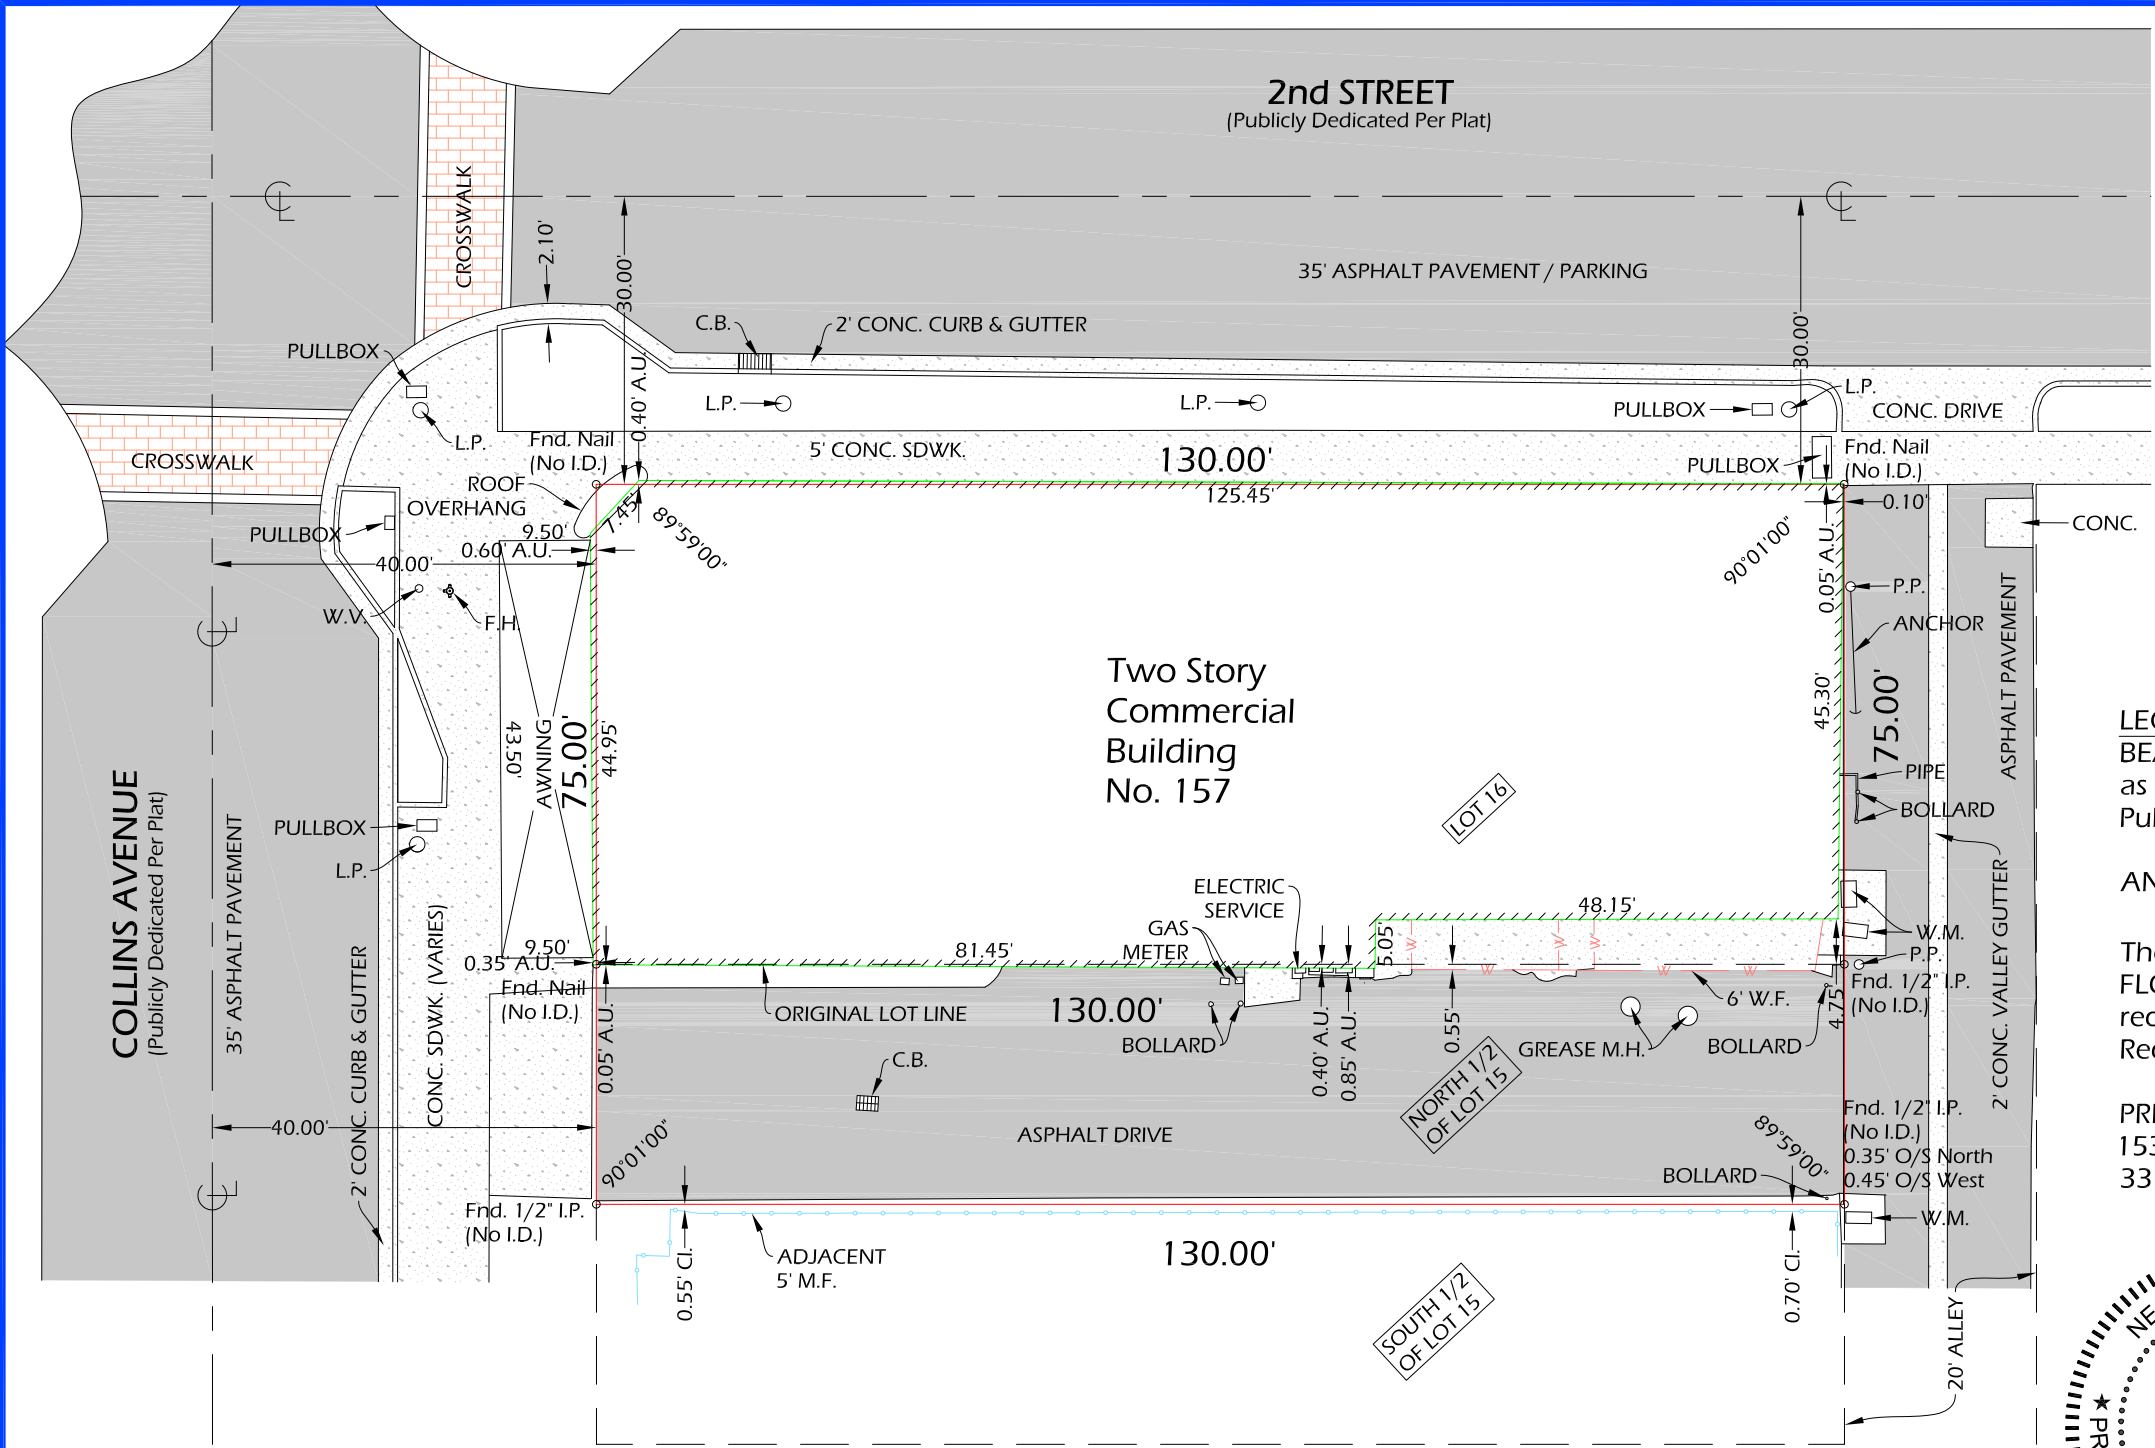 2nd STREET
(Publicly Dedicated Per Plat)
CROSSWALK
2.10'
30.00'
35' ASPHALT PAVEMENT / PARKING
30.00'
C.B.
2' CONC. CURB & GUTTER
PULLBOX
0.40' A.U.
L.P.
L.P.
PULLBOX
L.P.
CONC. DRIVE
L.P.
Fnd. Nail
(No I.D.)
5' CONC. SDWK.
130.00'
Fnd. Nail
(No I.D.)
CROSSWALK
PULLBOX
ROOF
OVERHANG
125.45'
0.10'
7.45'
89°59'00"
90°01'00"
0.05' A.U.
CONC.
PULLBOX
9.50'
0.60' A.U.
40.00'
P.P.
W.V.
F.H.
ANCHOR
ASPHALT PAVEMENT
Two Story
Commercial
Building
No. 157
45.30'
75.00'
43.50'
AWNING
75.00'
44.95'
PIPE
BOLLARD
LOT 16
COLLINS AVENUE
(Publicly Dedicated Per Plat)
35' ASPHALT PAVEMENT
PULLBOX
L.P.
2' CONC. CURB & GUTTER
CONC. SDWK. (VARIES)
2' CONC. VALLEY GUTTER
ELECTRIC
SERVICE
48.15'
GAS
METER
5.05'
W
W
W
W.M.
P.P.
9.50'
0.35' A.U.
81.45'
W
W
W
Fnd. Nail
(No I.D.)
0.05' A.U.
ORIGINAL LOT LINE
130.00'
BOLLARD
0.40' A.U.
0.85' A.U.
0.55'
6' W.F.
4.75'
Fnd. 1/2" I.P.
(No I.D.)
GREASE M.H.
BOLLARD
C.B.
NORTH 1/2
OF LOT 15
40.00'
ASPHALT DRIVE
90°01'00"
89°59'00"
Fnd. 1/2" I.P.
(No I.D.)
0.35' O/S North
0.45' O/S West
BOLLARD
Fnd. 1/2" I.P.
(No I.D.)
W.M.
0.55' Cl.
ADJACENT
5' M.F.
130.00'
0.70' Cl.
SOUTH 1/2
OF LOT 15
20' ALLEY
as
AN
153
33
NE
★ PR